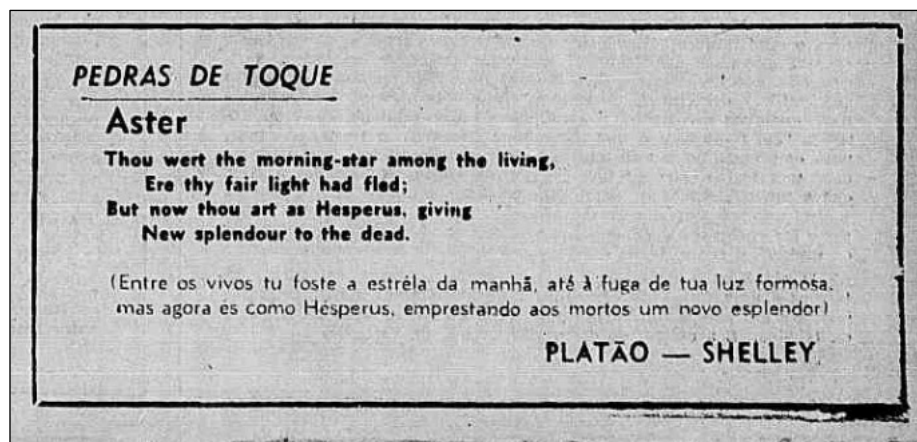 PEDRAS DE TOQUE
Aster
Thou wert the morning-star among the living,
Ere thy fair light had fled;
But now thou art as Hesperus, giving
New splendour to the dead.
(Entre os vivos tu foste a estréla da manhã, até à fuga de tua luz formosa.
mas agora és como Hésperus, emprestando aos mortos um novo esplendor)
PLATÃO — SHELLEY